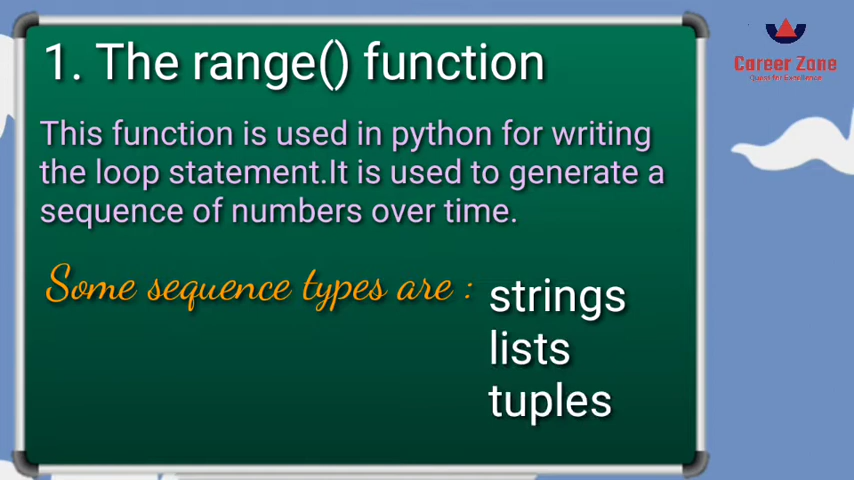 1. The range() function
This function is used in python for writing
the loop statement.It is used to generate a
sequence of numbers over time.
Some sequence types are :
strings
lists
tuples
Career Zone